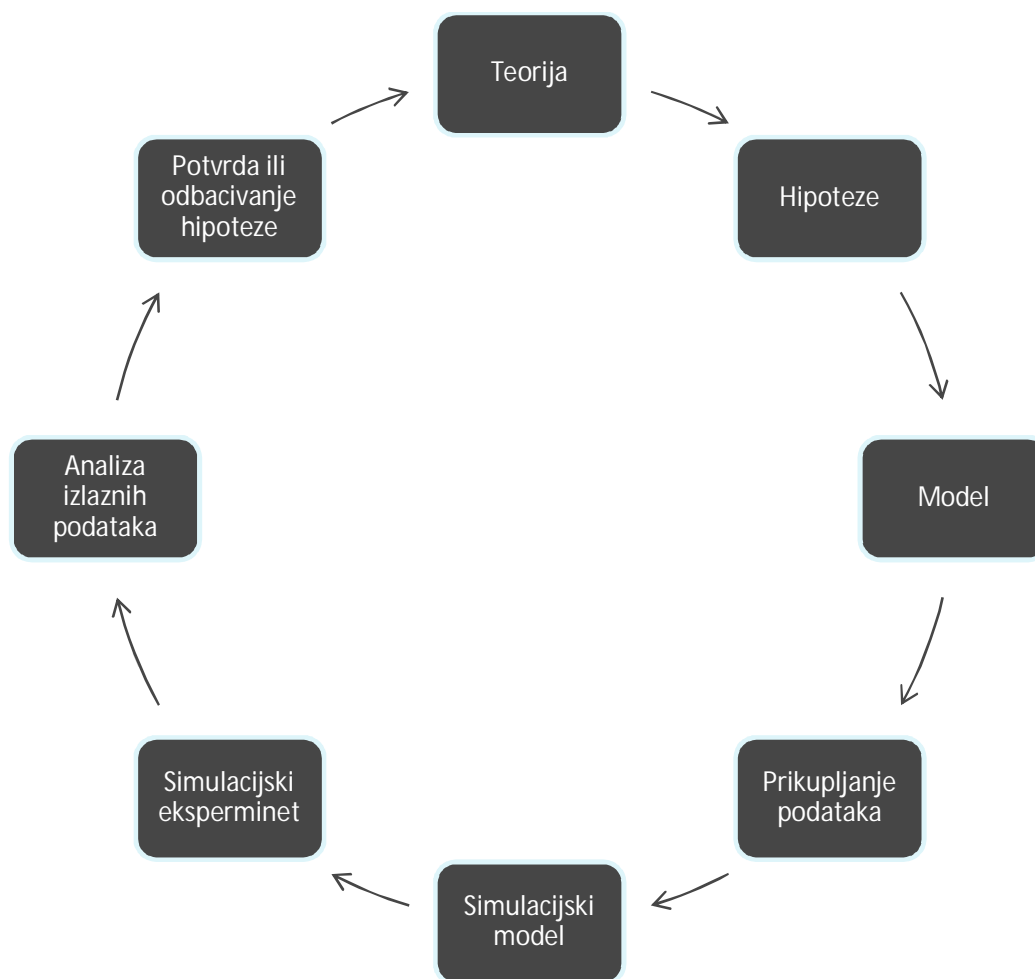 Teorija
Hipoteze
Model
Prikupljanje
podataka
Simulacijski
model
Simulacijski
eksperminet
Analiza
izlaznih
podataka
Potvrda ili
odbacivanje
hipoteze